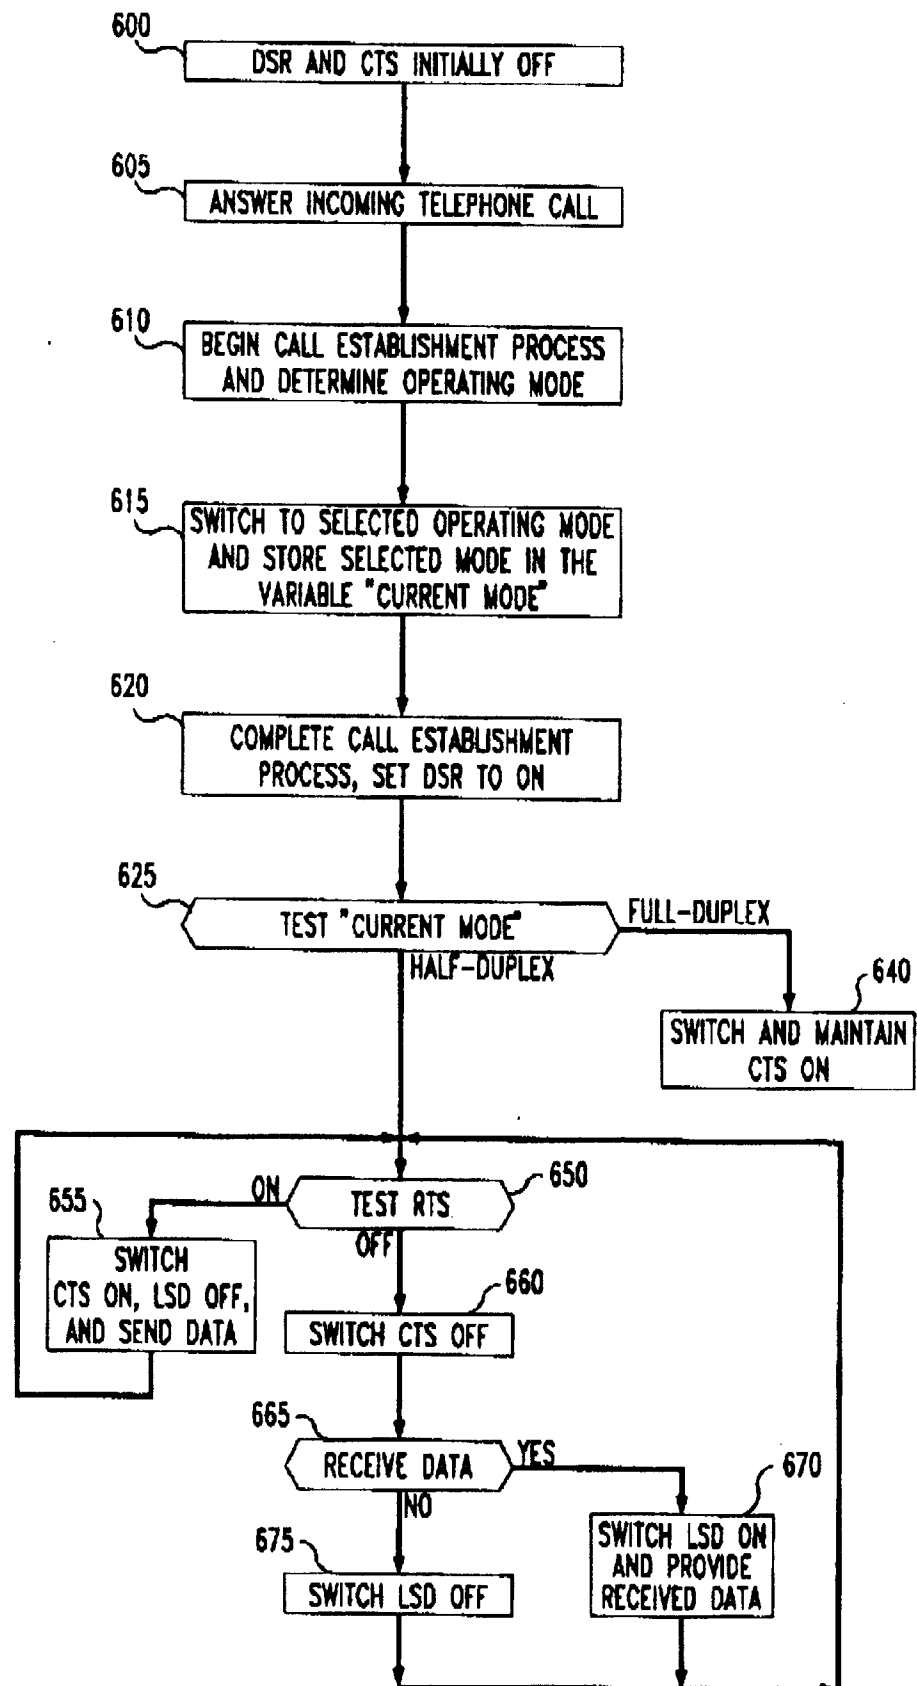 600
DSR AND CTS INITIALLY OFF
605
ANSWER INCOMING TELEPHONE CALL
610
BEGIN CALL ESTABLISHMENT PROCESS
AND DETERMINE OPERATING MODE
615
SWITCH TO SELECTED OPERATING MODE
AND STORE SELECTED MODE IN THE
VARIABLE "CURRENT MODE"
620
COMPLETE CALL ESTABLISHMENT
PROCESS, SET DSR TO ON
625
TEST "CURRENT MODE"
FULL-DUPLEX
HALF-DUPLEX
640
SWITCH AND MAINTAIN
CTS ON
650
TEST RTS
ON
OFF
655
SWITCH
CTS ON, LSD OFF,
AND SEND DATA
660
SWITCH CTS OFF
665
RECEIVE DATA
YES
NO
670
SWITCH LSD ON
AND PROVIDE
RECEIVED DATA
675
SWITCH LSD OFF